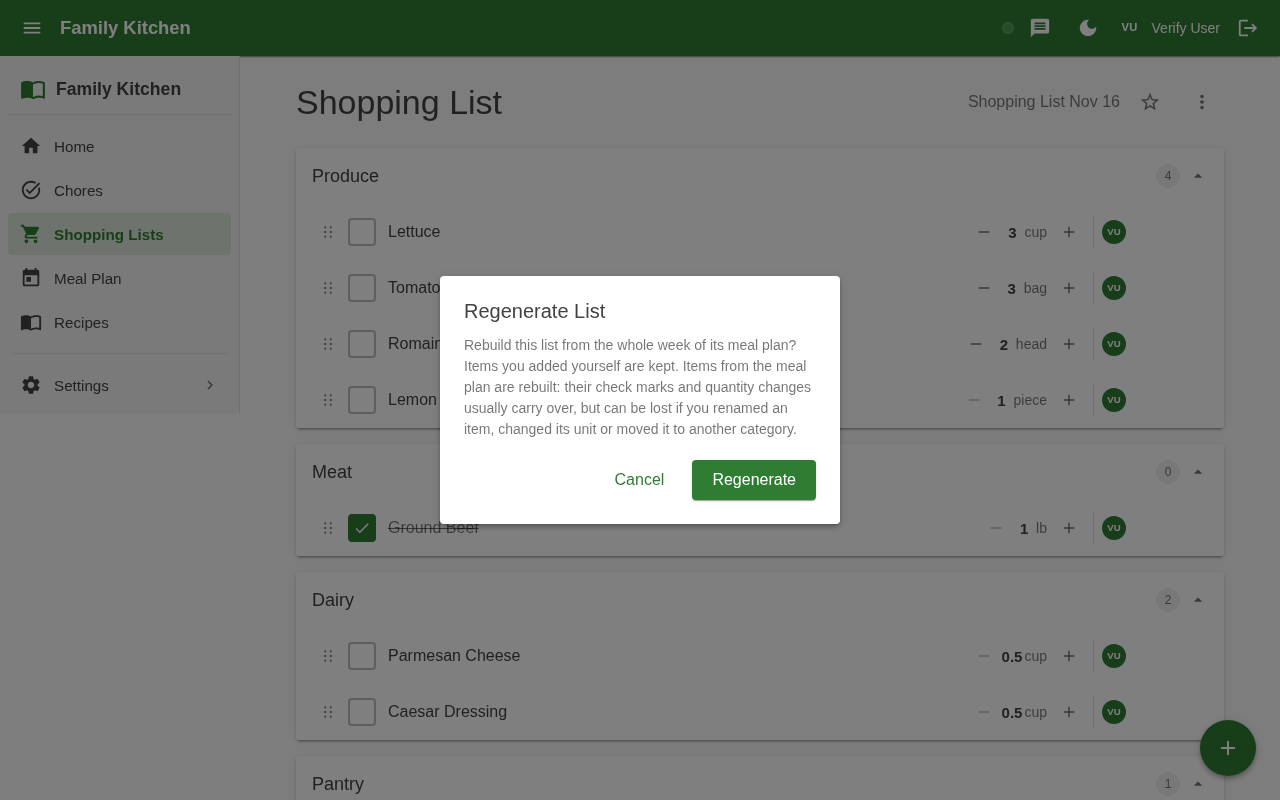 Family Kitchen
VU
Verify User
Family Kitchen
Home
Chores
Shopping Lists
Meal Plan
Recipes
Settings
Shopping List
Shopping List Nov 16
Produce
4
Lettuce
3 cup
VU
Tomato
3 bag
VU
Romain
2 head
VU
Lemon
1 piece
VU
Regenerate List
Rebuild this list from the whole week of its meal plan?
Items you added yourself are kept. Items from the meal
plan are rebuilt: their check marks and quantity changes
usually carry over, but can be lost if you renamed an
item, changed its unit or moved it to another category.
Cancel
Regenerate
Meat
0
Ground Beef
1 lb
VU
Dairy
2
Parmesan Cheese
0.5 cup
VU
Caesar Dressing
0.5 cup
VU
Pantry
1